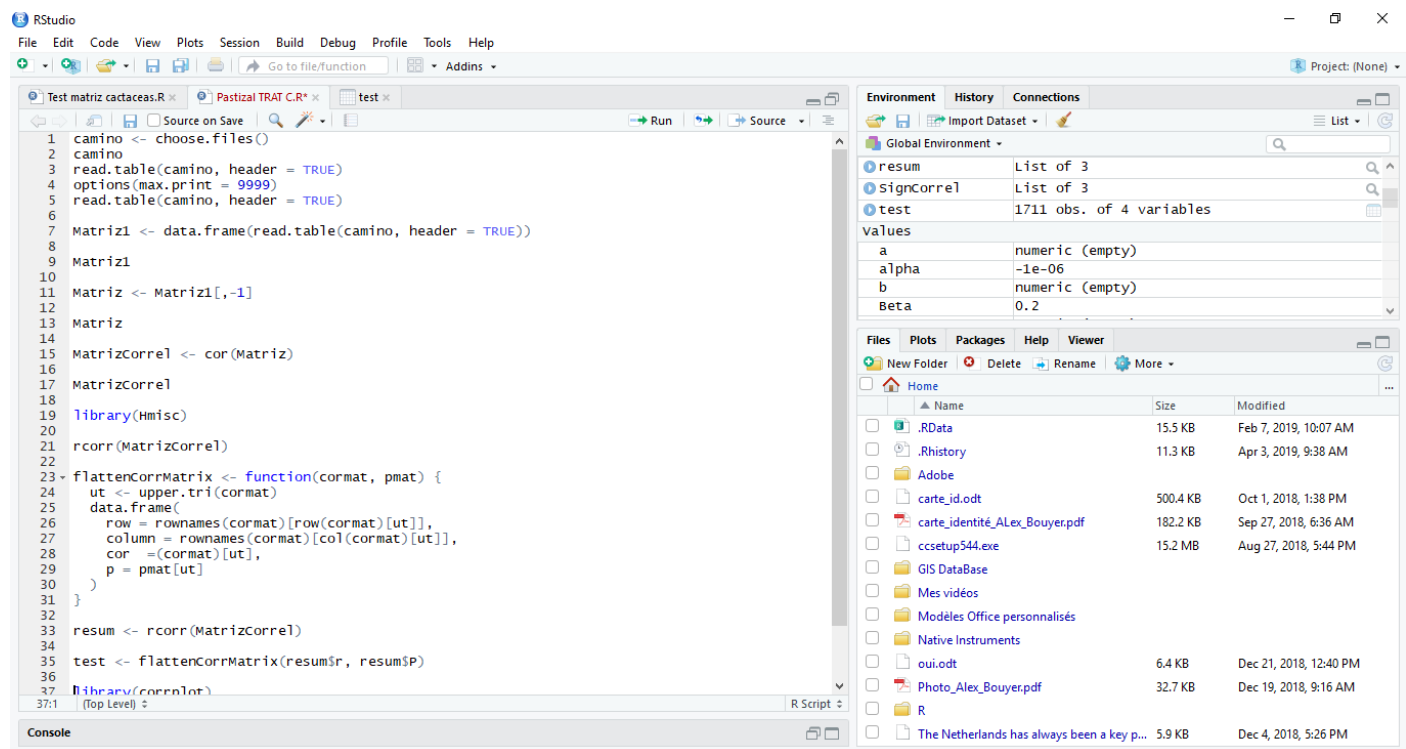 RStudio
File Edit Code View Plots Session Build Debug Profile Tools Help
Go to file/function Addins
Project: (None)
Test matriz cactaceas.R Pastizal TRAT C.R* test
Source on Save Run Source
1 camino <- choose.files()
2 camino
3 read.table(camino, header = TRUE)
4 options(max.print = 9999)
5 read.table(camino, header = TRUE)
6
7 Matriz1 <- data.frame(read.table(camino, header = TRUE))
8
9 Matriz1
10
11 Matriz <- Matriz1[,-1]
12
13 Matriz
14
15 MatrizCorrel <- cor(Matriz)
16
17 MatrizCorrel
18
19 library(Hmisc)
20
21 rcorr(MatrizCorrel)
22
23 flattenCorrMatrix <- function(cormat, pmat) {
24 ut <- upper.tri(cormat)
25 data.frame(
26 row = rownames(cormat)[row(cormat)[ut]],
27 column = rownames(cormat)[col(cormat)[ut]],
28 cor =(cormat)[ut],
29 p = pmat[ut]
30 )
31 }
32
33 resum <- rcorr(MatrizCorrel)
34
35 test <- flattenCorrMatrix(resum$r, resum$P)
36
37 library(corrplot)
37:1 (Top Level) R Script
Console
Environment History Connections
Import Dataset List
Global Environment
resum List of 3
SignCorrel List of 3
test 1711 obs. of 4 variables
Values
a numeric (empty)
alpha -1e-06
b numeric (empty)
Beta 0.2
Files Plots Packages Help Viewer
New Folder Delete Rename More
Home ...
Name Size Modified
.RData 15.5 KB Feb 7, 2019, 10:07 AM
.Rhistory 11.3 KB Apr 3, 2019, 9:38 AM
Adobe
carte_id.odt 500.4 KB Oct 1, 2018, 1:38 PM
carte_identité_ALex_Bouyer.pdf 182.2 KB Sep 27, 2018, 6:36 AM
ccsetup544.exe 15.2 MB Aug 27, 2018, 5:44 PM
GIS DataBase
Mes vidéos
Modèles Office personnalisés
Native Instruments
oui.odt 6.4 KB Dec 21, 2018, 12:40 PM
Photo_Alex_Bouyer.pdf 32.7 KB Dec 19, 2018, 9:16 AM
R
The Netherlands has always been a key p... 5.9 KB Dec 4, 2018, 5:26 PM